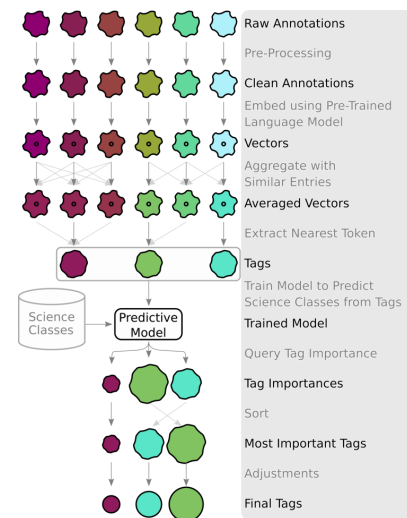 Raw Annotations
Pre-Processing
Clean Annotations
Embed using Pre-Trained
Language Model
Vectors
Aggregate with
Similar Entries
Averaged Vectors
Extract Nearest Token
Tags
Train Model to Predict
Science Classes from Tags
Science
Classes
Predictive
Model
Trained Model
Query Tag Importance
Tag Importances
Sort
Most Important Tags
Adjustments
Final Tags